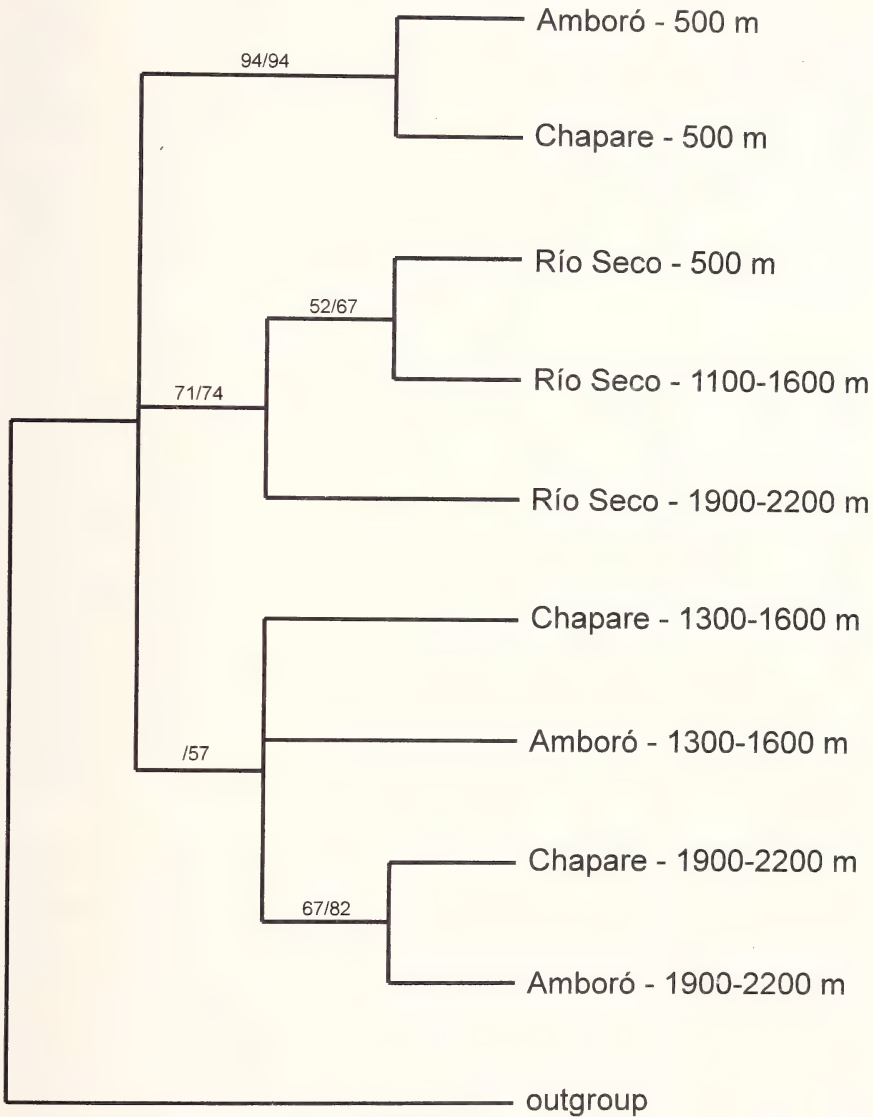 Amboró - 500 m
94/94
Chapare - 500 m
Río Seco - 500 m
52/67
Río Seco - 1100-1600 m
71/74
Río Seco - 1900-2200 m
Chapare - 1300-1600 m
/57
Amboró - 1300-1600 m
Chapare - 1900-2200 m
67/82
Amboró - 1900-2200 m
outgroup